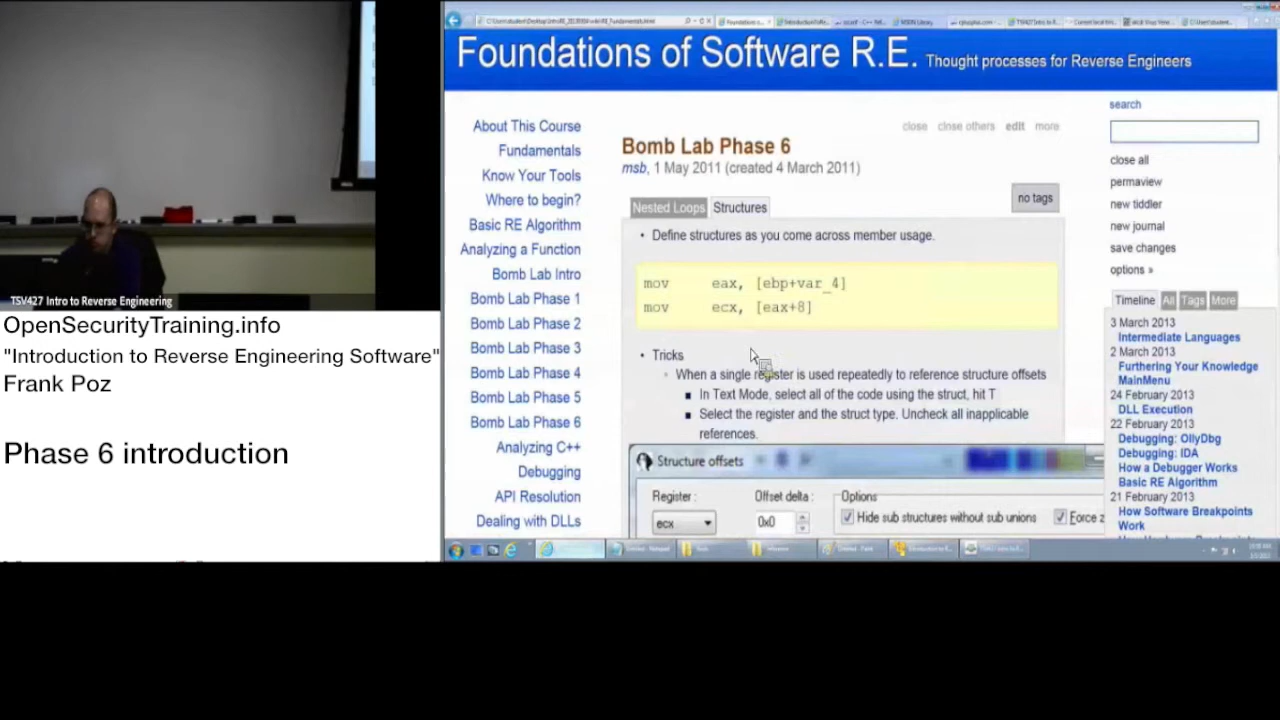 TSV427 Intro to Reverse Engineering
OpenSecurityTraining.info
"Introduction to Reverse Engineering Software"
Frank Poz
Phase 6 introduction
Foundations of Software R.E. Thought processes for Reverse Engineers
About This Course
Fundamentals
Know Your Tools
Where to begin?
Basic RE Algorithm
Analyzing a Function
Bomb Lab Intro
Bomb Lab Phase 1
Bomb Lab Phase 2
Bomb Lab Phase 3
Bomb Lab Phase 4
Bomb Lab Phase 5
Bomb Lab Phase 6
Analyzing C++
Debugging
API Resolution
Dealing with DLLs
close close others edit more
Bomb Lab Phase 6
msb, 1 May 2011 (created 4 March 2011)
no tags
Nested Loops Structures
• Define structures as you come across member usage.
mov eax, [ebp+var_4]
mov ecx, [eax+8]
• Tricks
When a single register is used repeatedly to reference structure offsets
In Text Mode, select all of the code using the struct, hit T
Select the register and the struct type. Uncheck all inapplicable
references.
Structure offsets
Register: Offset delta: Options
ecx 0x0 Hide sub structures without sub unions Force z
search
close all
permaview
new tiddler
new journal
save changes
options »
Timeline All Tags More
3 March 2013
Intermediate Languages
2 March 2013
Furthering Your Knowledge
MainMenu
24 February 2013
DLL Execution
22 February 2013
Debugging: OllyDbg
Debugging: IDA
How a Debugger Works
Basic RE Algorithm
21 February 2013
How Software Breakpoints
Work